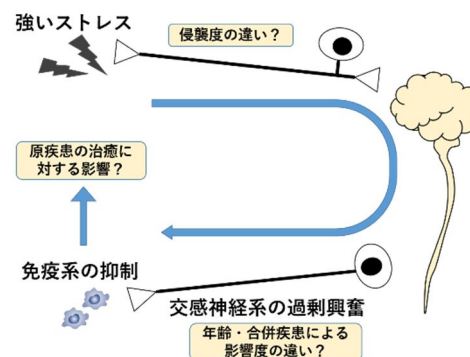 強いストレス
侵襲度の違い？
原疾患の治癒に
対する影響？
免疫系の抑制
交感神経系の過剰興奮
年齢・合併疾患による
影響度の違い？